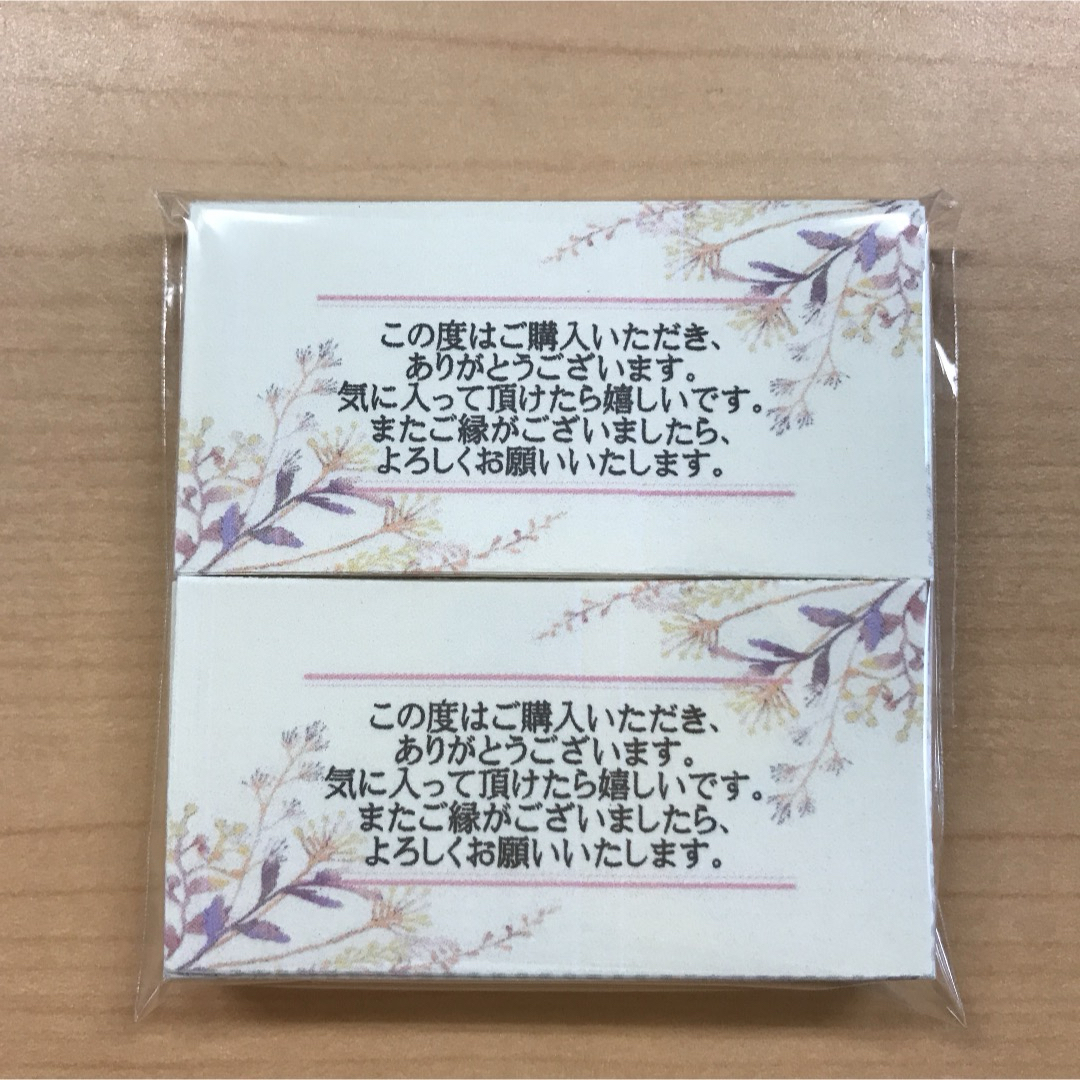 この度はご購入いただき、
ありがとうございます。
気に入って頂けたら嬉しいです。
またご縁がございましたら、
よろしくお願いいたします。
この度はご購入いただき、
ありがとうございます。
気に入って頂けたら嬉しいです。
またご縁がございましたら、
よろしくお願いいたします。